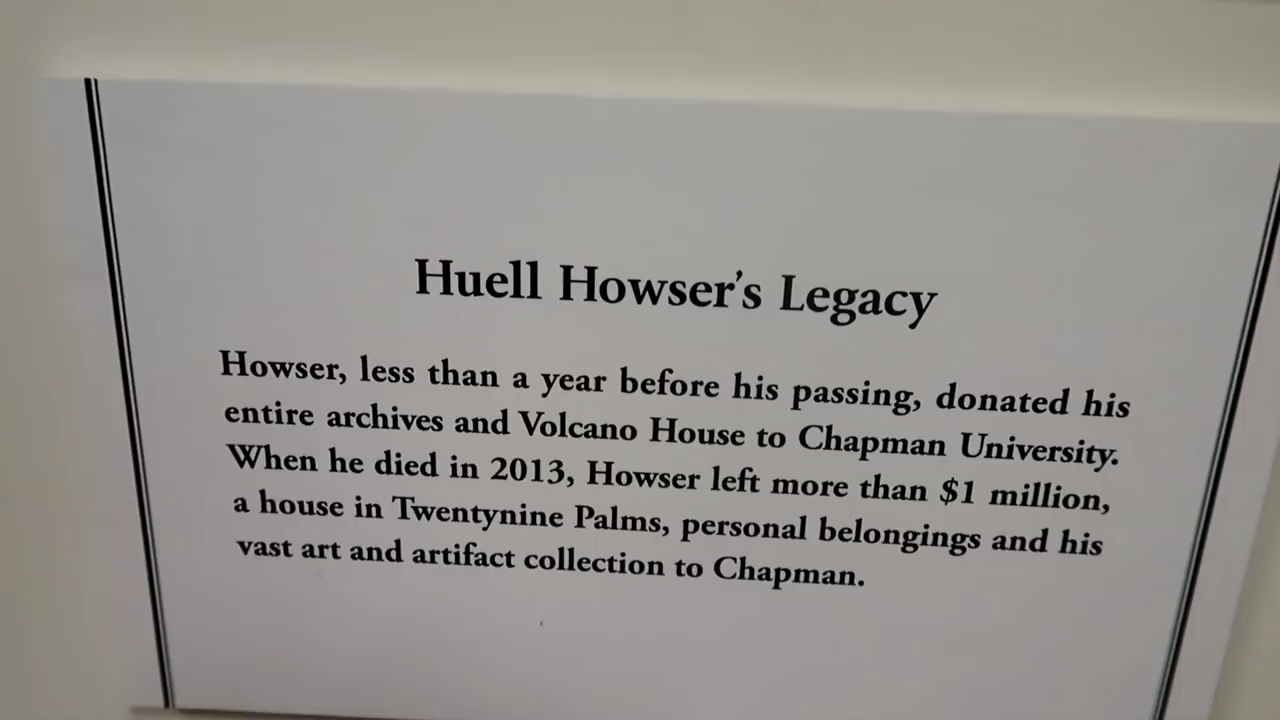 Huell Howser's Legacy
Howser, less than a year before his passing, donated his
entire archives and Volcano House to Chapman University.
When he died in 2013, Howser left more than $1 million,
a house in Twentynine Palms, personal belongings and his
vast art and artifact collection to Chapman.